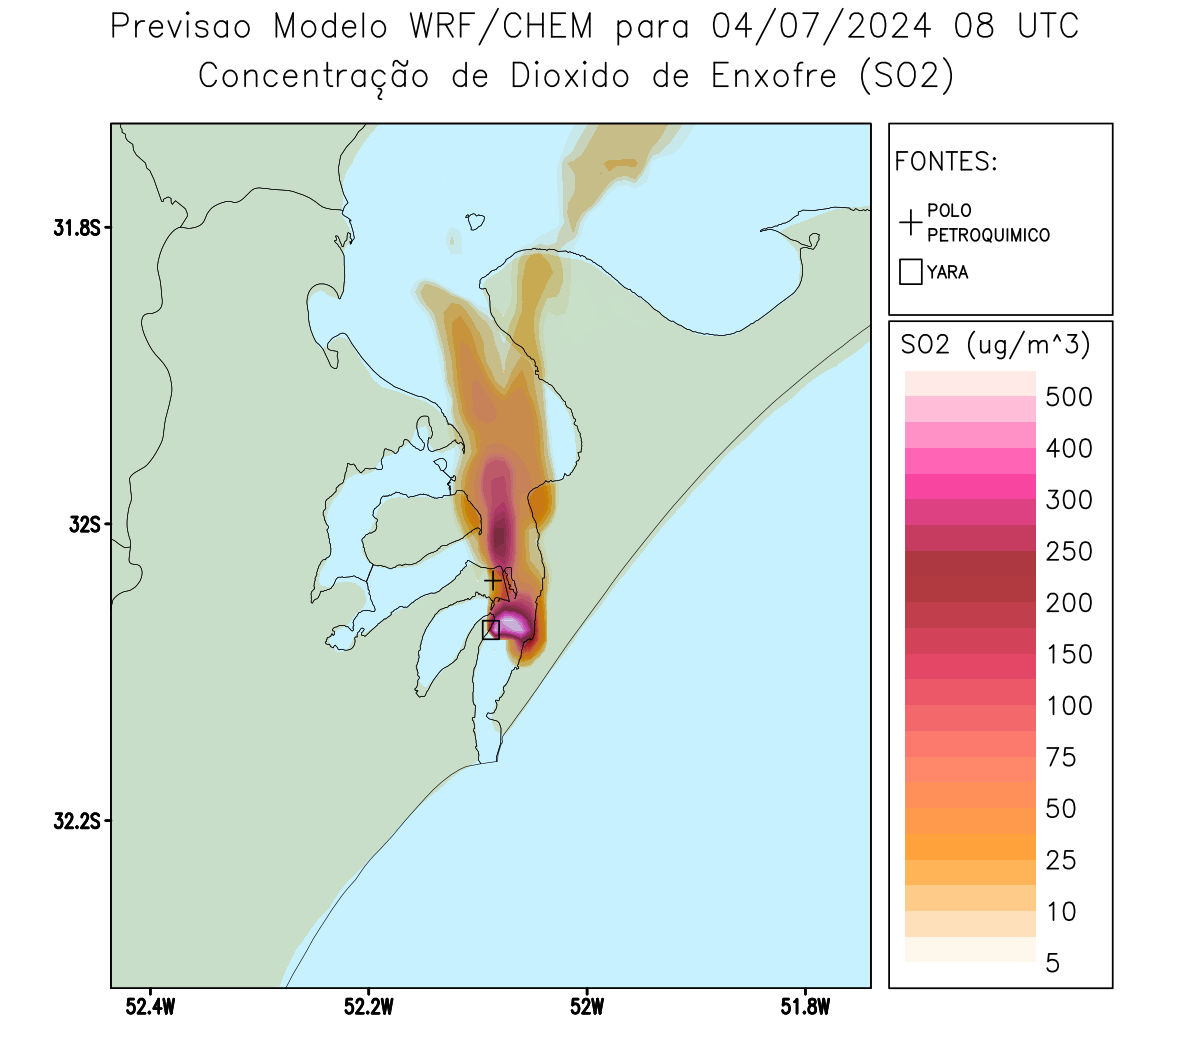 Previsao Modelo WRF/CHEM para 04/07/2024 08 UTC
Concentração de Dioxido de Enxofre (SO2)
FONTES:
POLO
PETROQUIMICO
YARA
31.8S
32S
32.2S
52.4W
52.2W
52W
51.8W
SO2 (ug/m^3)
500
400
300
250
200
150
100
75
50
25
10
5